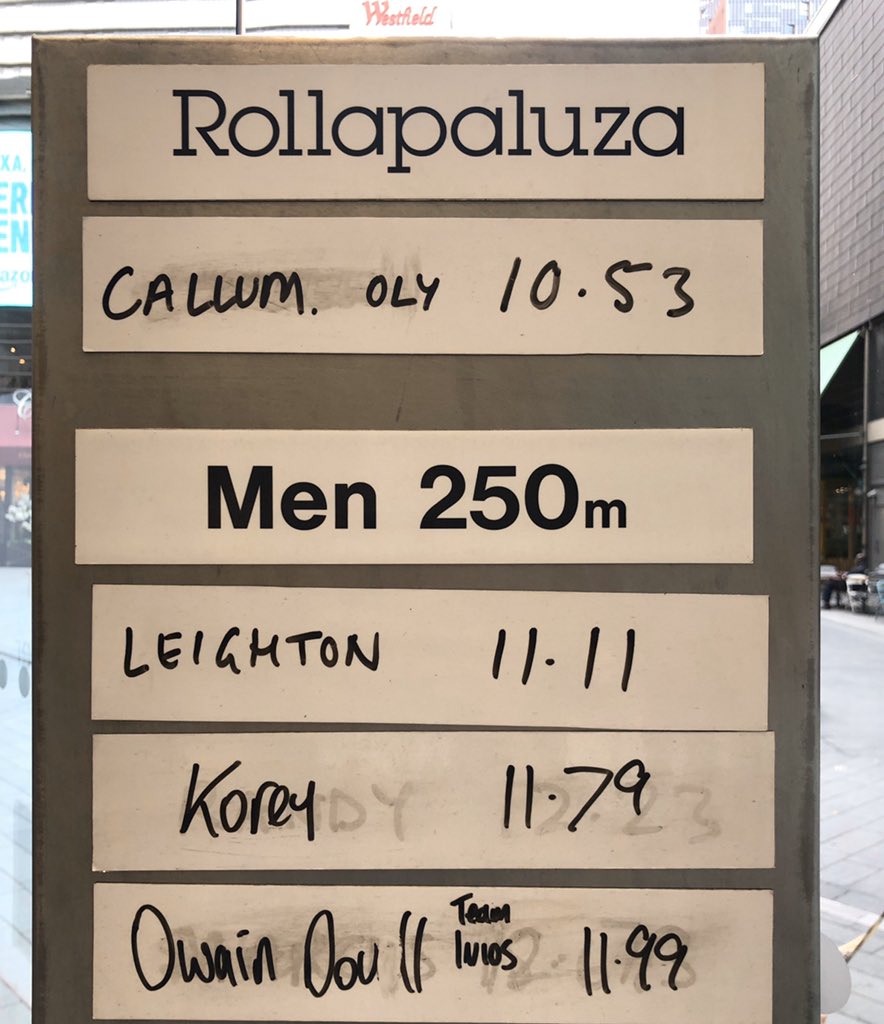 Westfield
Rollapaluza
CALLUM. OLY 10.53
Men 250m
LEIGHTON 11.11
Korey 11.79
Owain Doull Team Inios 11.99